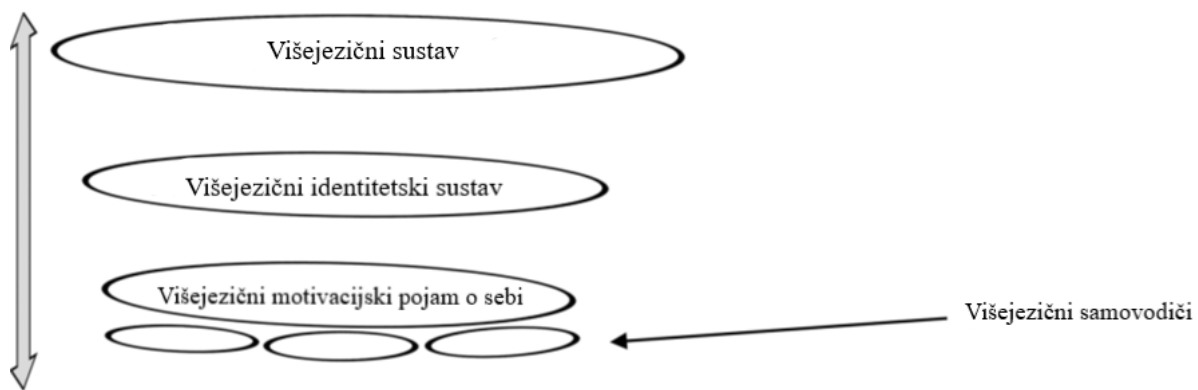 Višejezični sustav
Višejezični identitetski sustav
Višejezični motivacijski pojam o sebi
Višejezični samovodiči